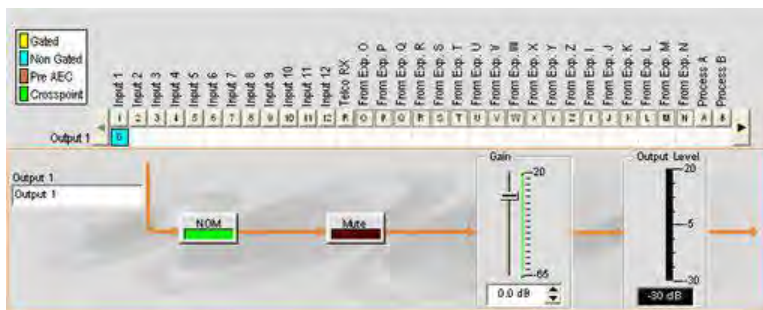 Gated
Non Gated
Pre AEC
Crosspoint
Input 1
Input 2
Input 3
Input 4
Input 5
Input 6
Input 7
Input 8
Input 9
Input 10
Input 11
Input 12
Telco RX
From Exp. O
From Exp. P
From Exp. Q
From Exp. R
From Exp. S
From Exp. T
From Exp. U
From Exp. V
From Exp. W
From Exp. X
From Exp. Y
From Exp. Z
From Exp. I
From Exp. J
From Exp. K
From Exp. L
From Exp. M
From Exp. N
Process A
Process B
1 2 3 4 5 6 7 8 9 10 11 12 R O P Q R S T U V W X Y Z I J K L M N A
Output 1
Output 1
Output 1
NOM
Mute
Gain
20
-65
0.0 dB
Output Level
20
-5
-30
-30 dB